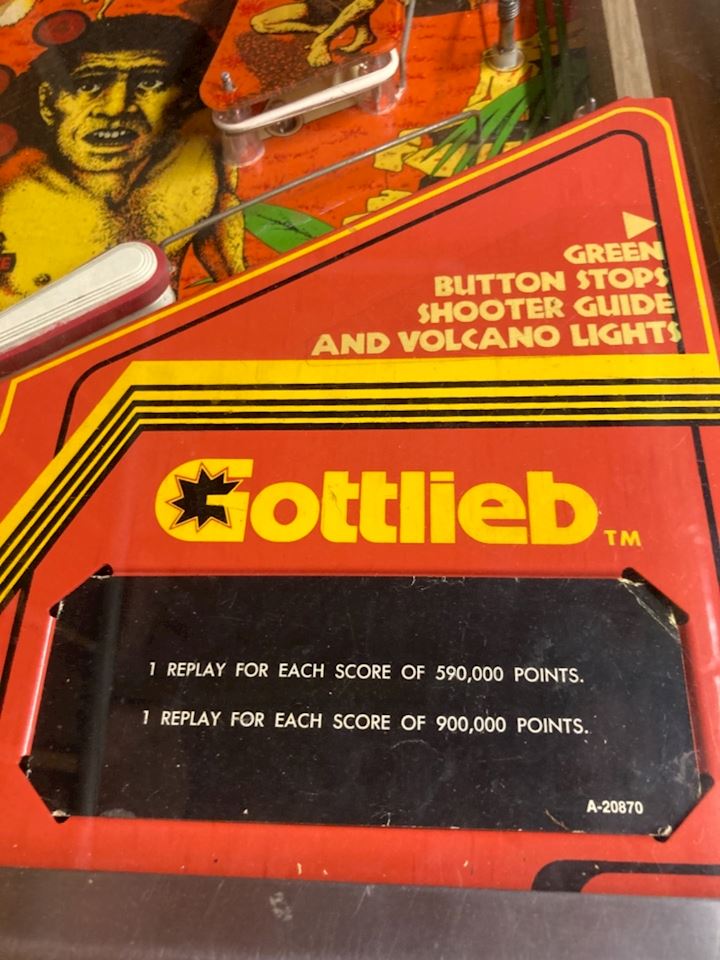 GREEN
BUTTON STOPS
SHOOTER GUIDE
AND VOLCANO LIGHTS
Gottlieb TM
1 REPLAY FOR EACH SCORE OF 590,000 POINTS.
1 REPLAY FOR EACH SCORE OF 900,000 POINTS.
A-20870